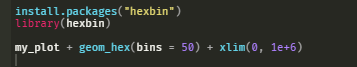 install.packages("hexbin")
library(hexbin)
my_plot + geom_hex(bins = 50) + xlim(0, 1e+6)